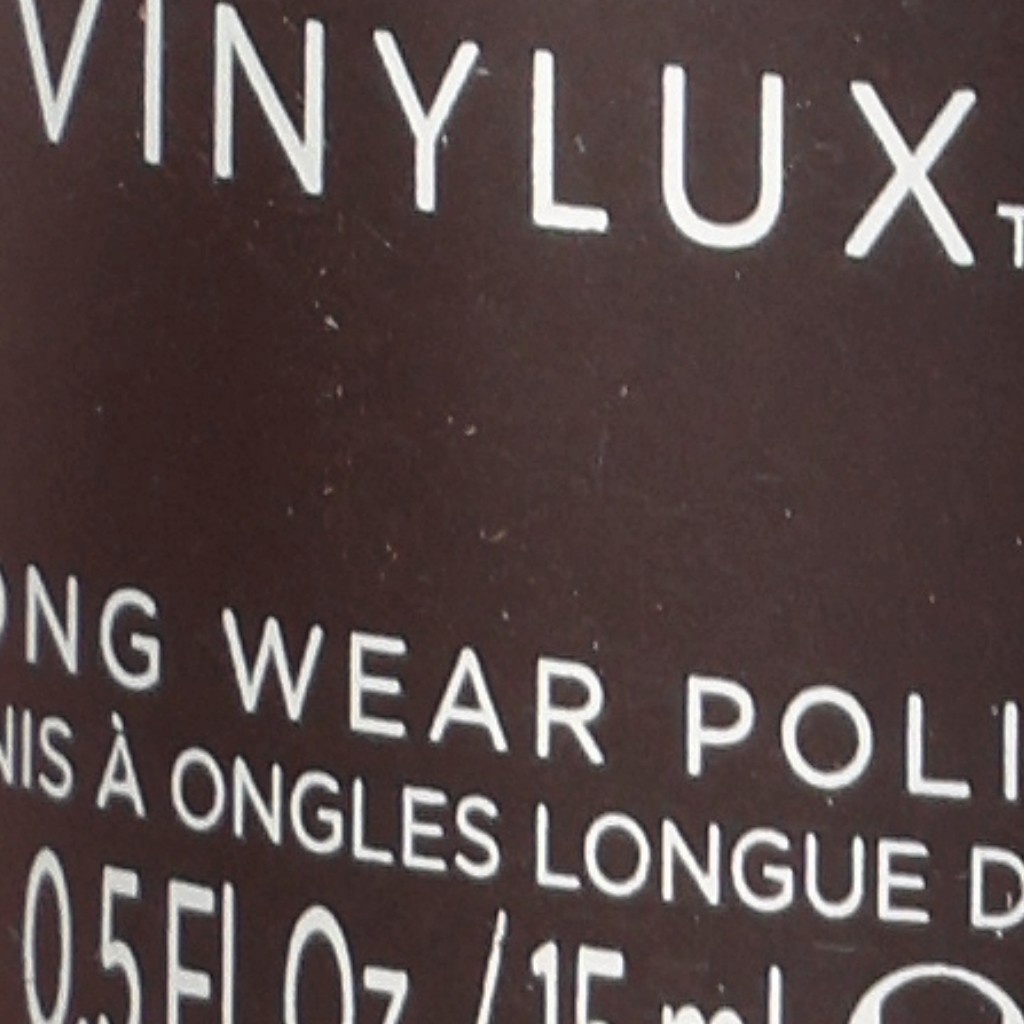 VINYLUX
ONG WEAR POLI
NIS À ONGLES LONGUE D
0.5 Fl Oz / 15 ml